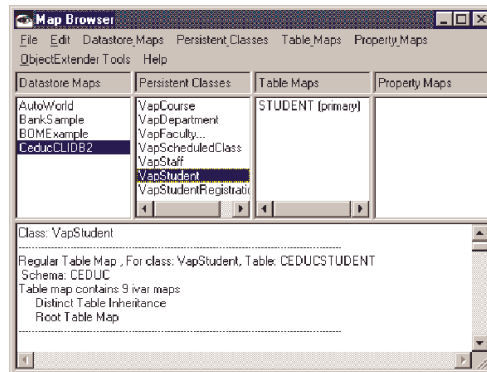 Map Browser
File Edit Datastore Maps Persistent Classes Table Maps Property Maps
ObjectExtender Tools Help
Datastore Maps Persistent Classes Table Maps Property Maps
AutoWorld VapCourse STUDENT (primary)
BankSample VapDepartment
BOMExample VapFaculty...
CeducCLIDB2 VapScheduledClass
VapStaff
VapStudent
VapStudentRegistrati
Class: VapStudent
Regular Table Map , For class: VapStudent, Table: CEDUCSTUDENT
Schema: CEDUC
Table map contains 9 ivar maps
Distinct Table Inheritance
Root Table Map